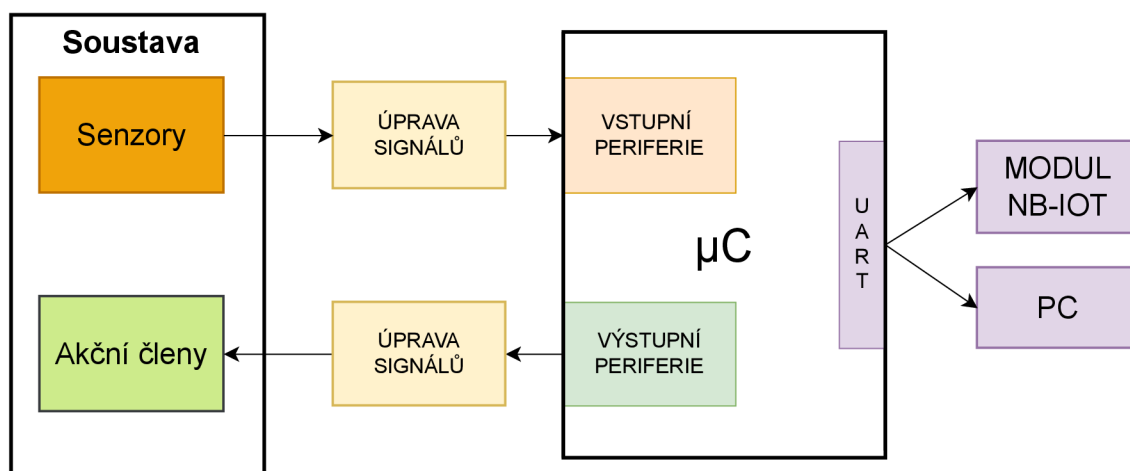 Soustava
Senzory
ÚPRAVA
SIGNÁLŮ
VSTUPNÍ
PERIFERIE
µC
U
A
R
T
MODUL
NB-IOT
PC
Akční členy
ÚPRAVA
SIGNÁLŮ
VÝSTUPNÍ
PERIFERIE